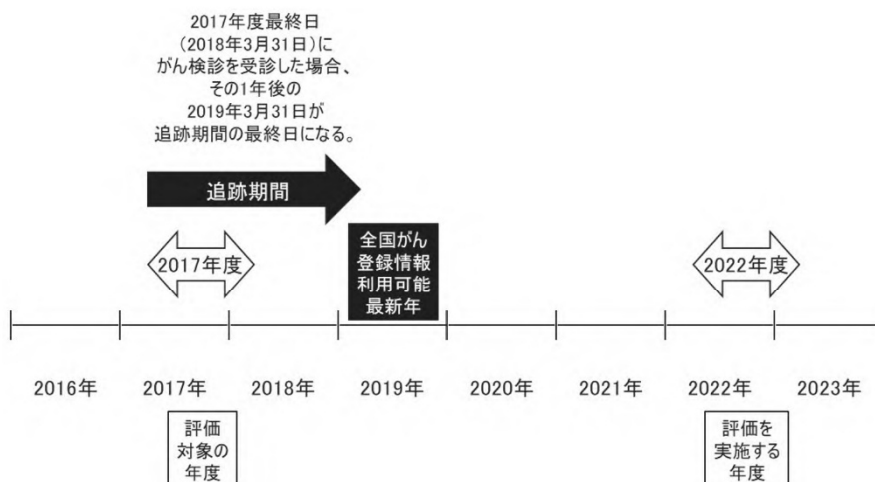 2017年度最終日
（2018年3月31日）に
がん検診を受診した場合、
その1年後の
2019年3月31日が
追跡期間の最終日になる。
追跡期間
2017年度
全国がん
登録情報
利用可能
最新年
2022年度
2016年
2017年
2018年
2019年
2020年
2021年
2022年
2023年
評価
対象の
年度
評価を
実施する
年度